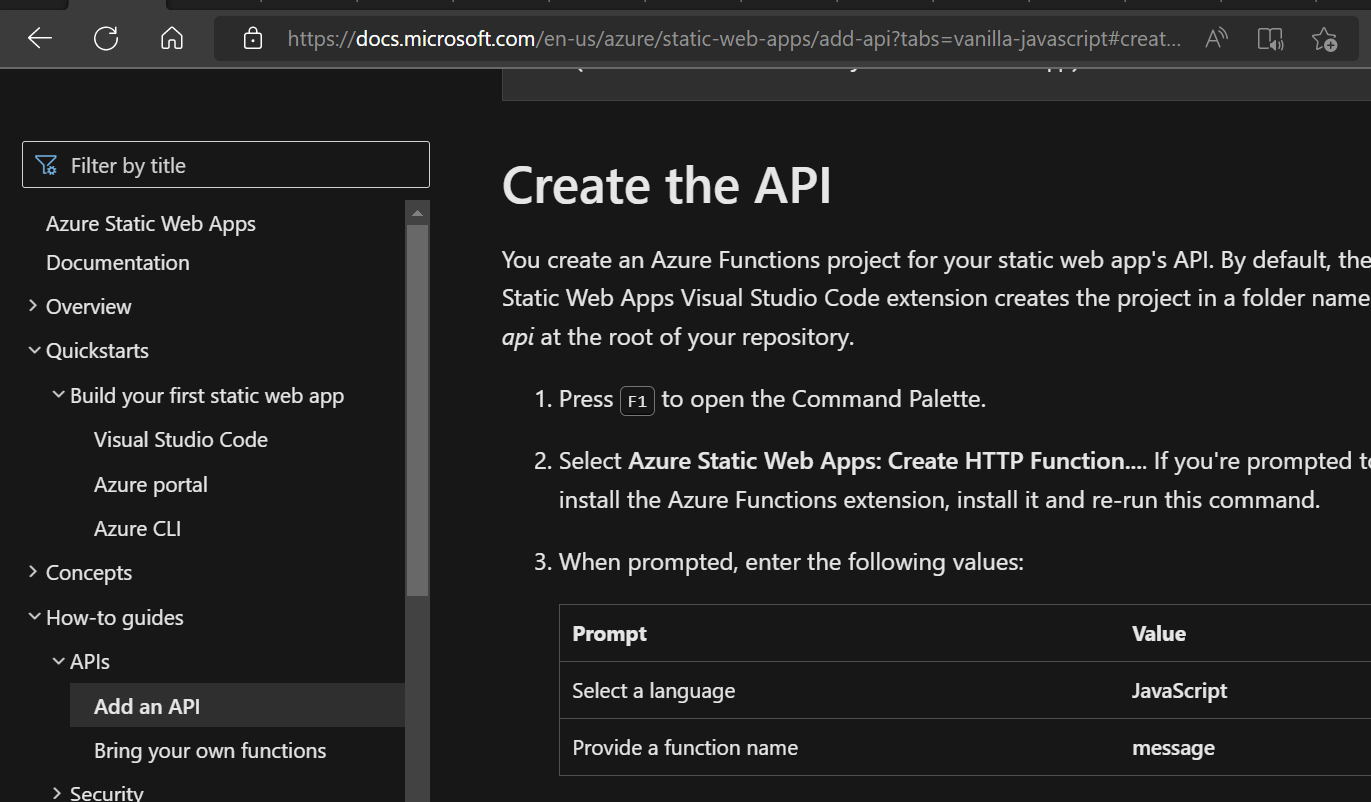 https://docs.microsoft.com/en-us/azure/static-web-apps/add-api?tabs=vanilla-javascript#creat...
Filter by title
Azure Static Web Apps
Documentation
Overview
Quickstarts
Build your first static web app
Visual Studio Code
Azure portal
Azure CLI
Concepts
How-to guides
APIs
Add an API
Bring your own functions
Security
Create the API
You create an Azure Functions project for your static web app's API. By default, the
Static Web Apps Visual Studio Code extension creates the project in a folder name
api at the root of your repository.
1. Press F1 to open the Command Palette.
2. Select Azure Static Web Apps: Create HTTP Function.... If you're prompted to
install the Azure Functions extension, install it and re-run this command.
3. When prompted, enter the following values:
Prompt Value
Select a language JavaScript
Provide a function name message